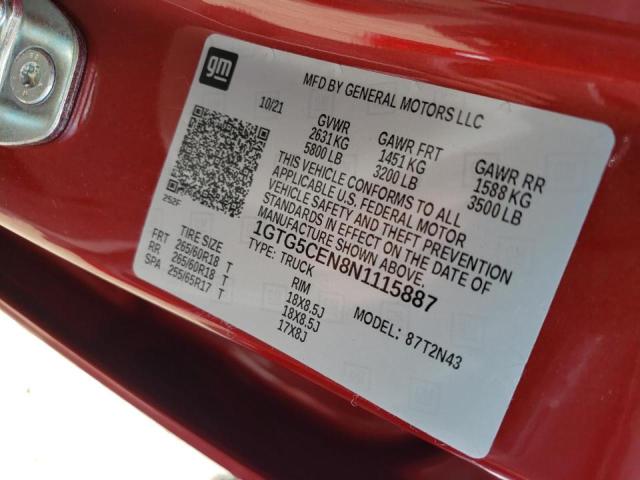 gm
MFD BY GENERAL MOTORS LLC
10/21
GVWR GAWR FRT GAWR RR
2631 KG 1451 KG 1588 KG
5800 LB 3200 LB 3500 LB
THIS VEHICLE CONFORMS TO ALL
APPLICABLE U.S. FEDERAL MOTOR
VEHICLE SAFETY AND THEFT PREVENTION
STANDARDS IN EFFECT ON THE DATE OF
MANUFACTURE SHOWN ABOVE.
252F
1GTG5CEN8N1115887
TYPE: TRUCK MODEL: 87T2N43
TIRE SIZE RIM
FRT 265/60R18 T 18X8.5J
RR 265/60R18 T 18X8.5J
SPA 255/65R17 T 17X8J